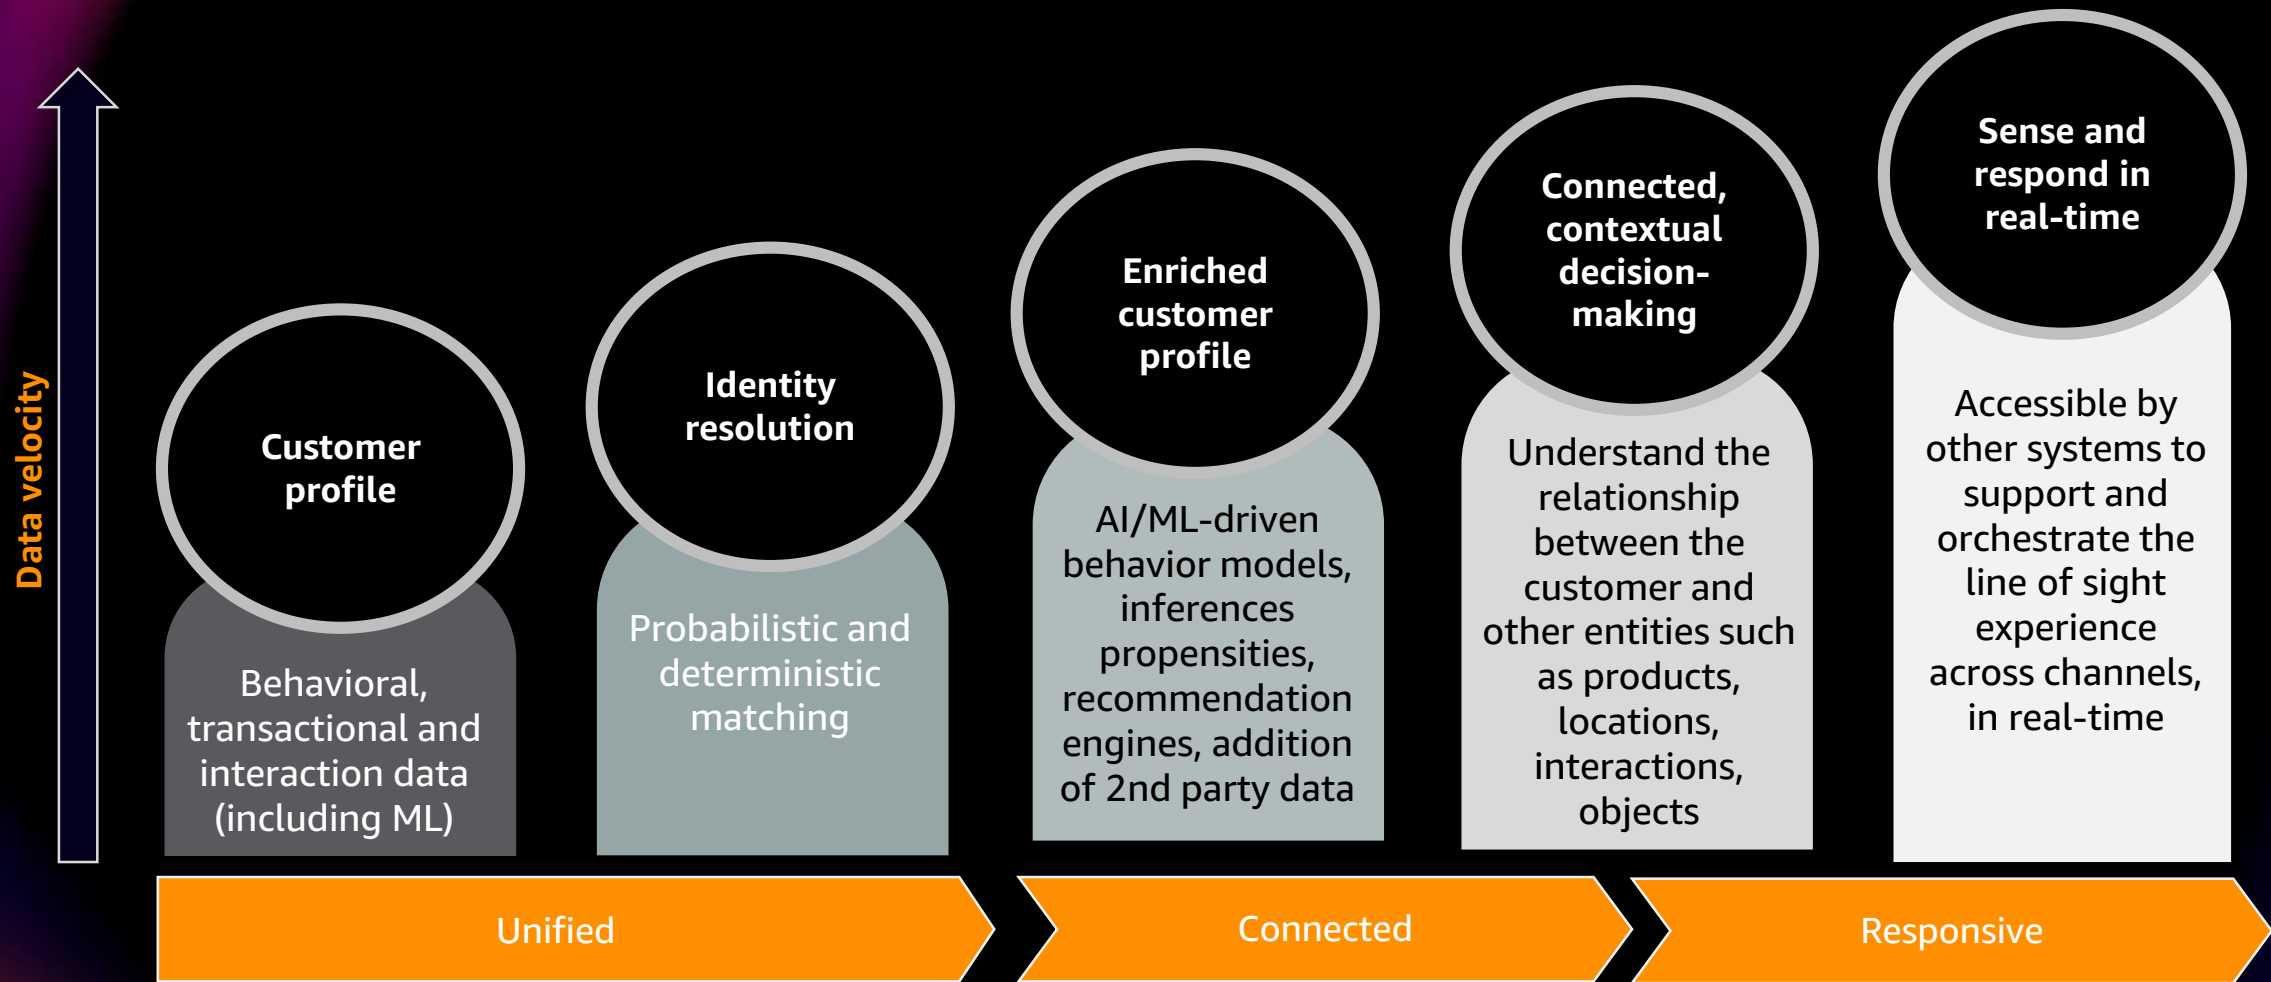 Data velocity
Customer
profile
Behavioral,
transactional and
interaction data
(including ML)
Identity
resolution
Probabilistic and
deterministic
matching
Enriched
customer
profile
AI/ML-driven
behavior models,
inferences
propensities,
recommendation
engines, addition
of 2nd party data
Connected,
contextual
decision-
making
Understand the
relationship
between the
customer and
other entities such
as products,
locations,
interactions,
objects
Sense and
respond in
real-time
Accessible by
other systems to
support and
orchestrate the
line of sight
experience
across channels,
in real-time
Unified
Connected
Responsive